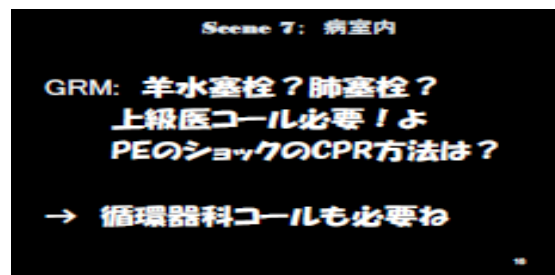 Scene 7: 病室内
GRM: 羊水塞栓？肺塞栓？
上級医コール必要！よ
PEのショックのCPR方法は？
→ 循環器科コールも必要ね